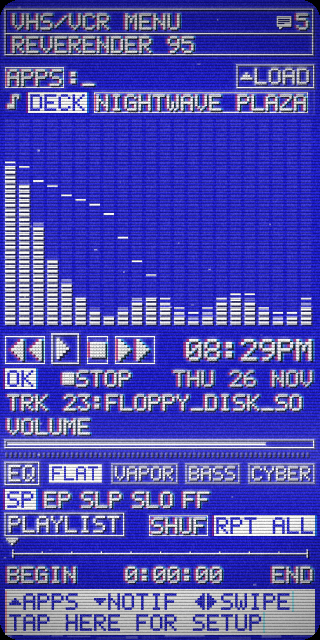 VHS/VCR MENU 5
REVERENDER 95
APPS:_ LOAD
DECK NIGHTWAVE PLAZA
08:29PM
OK STOP THU 26 NOV
TRK 23:FLOPPY_DISK_SO
VOLUME
EQ FLAT VAPOR BASS CYBER
SP EP SLP SLO FF
PLAYLIST SHUF RPT ALL
BEGIN 0:00:00 END
APPS NOTIF SWIPE
TAP HERE FOR SETUP